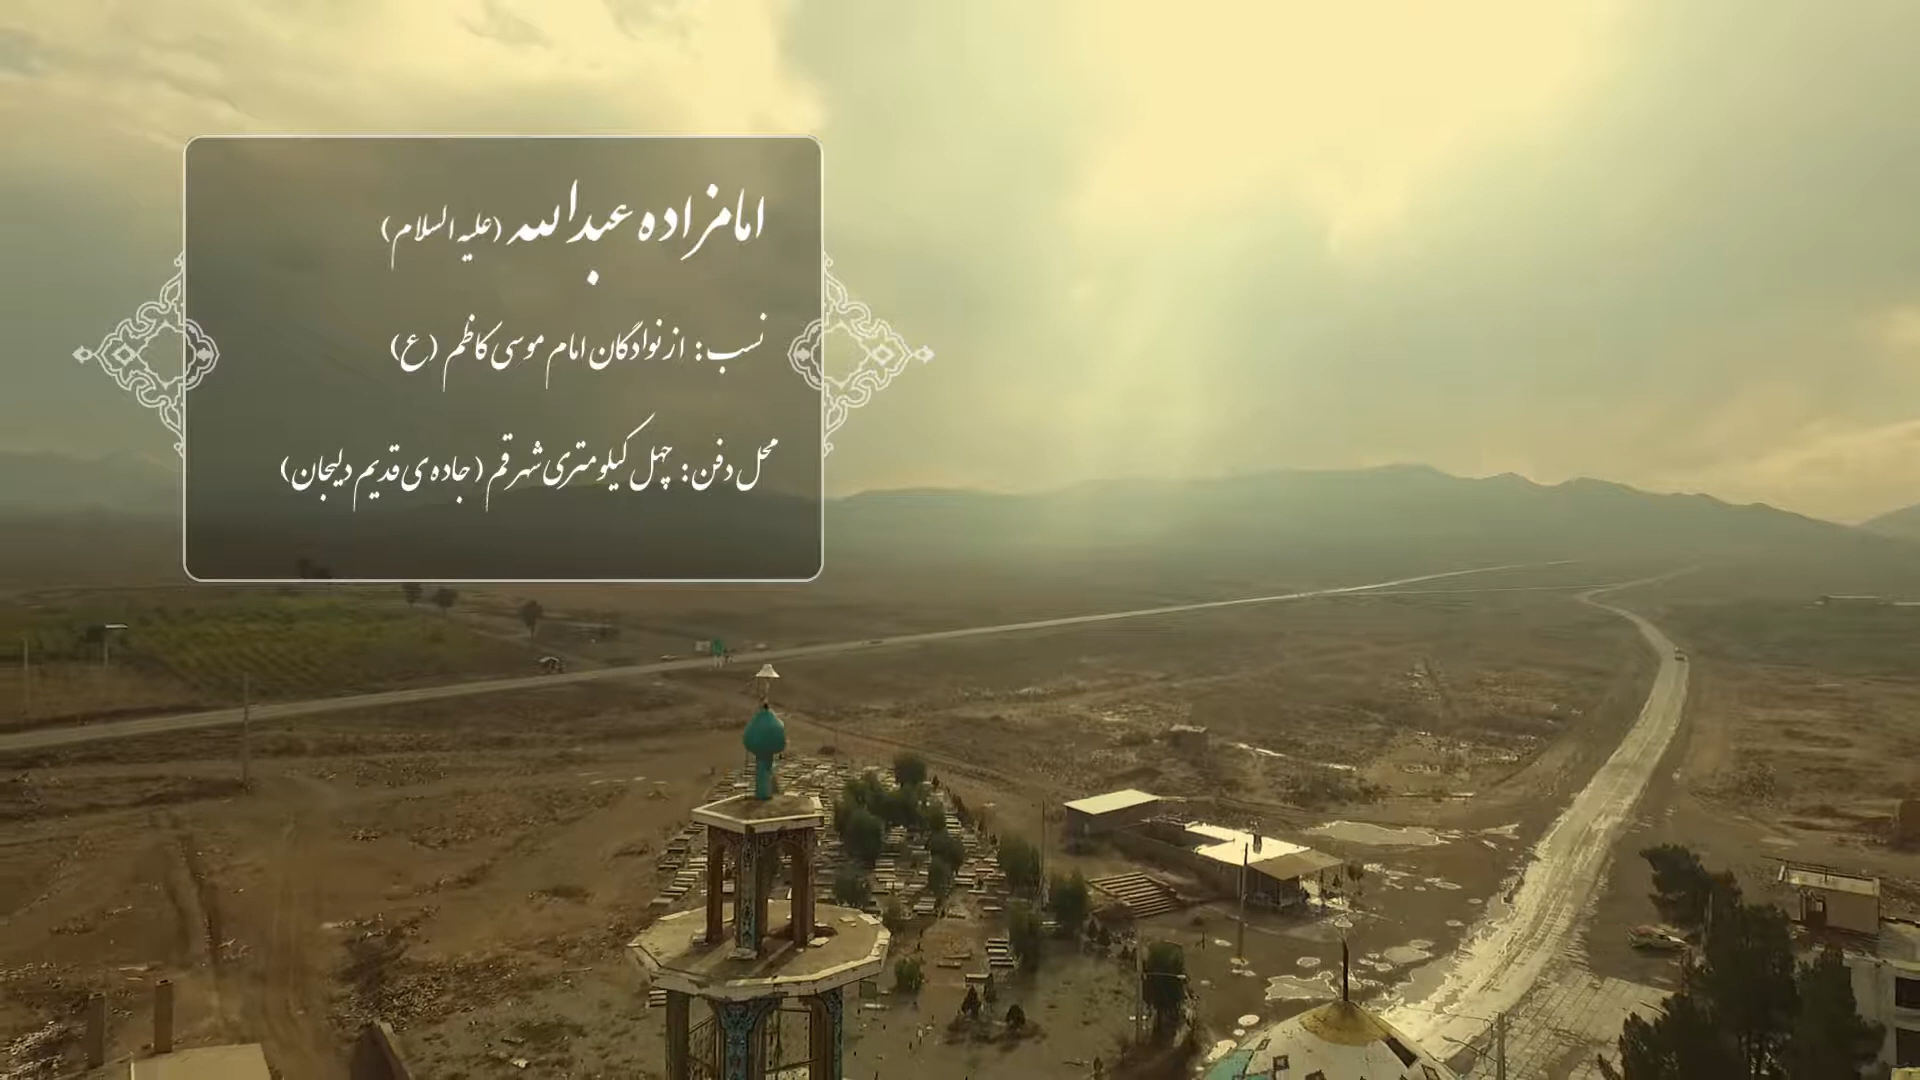 امامزاده عبدالله (علیه السلام)
نسب: از نوادگان امام موسی کاظم (ع)
محل دفن: چهل کیلومتری شهر قم (جاده ی قدیم دلیجان)